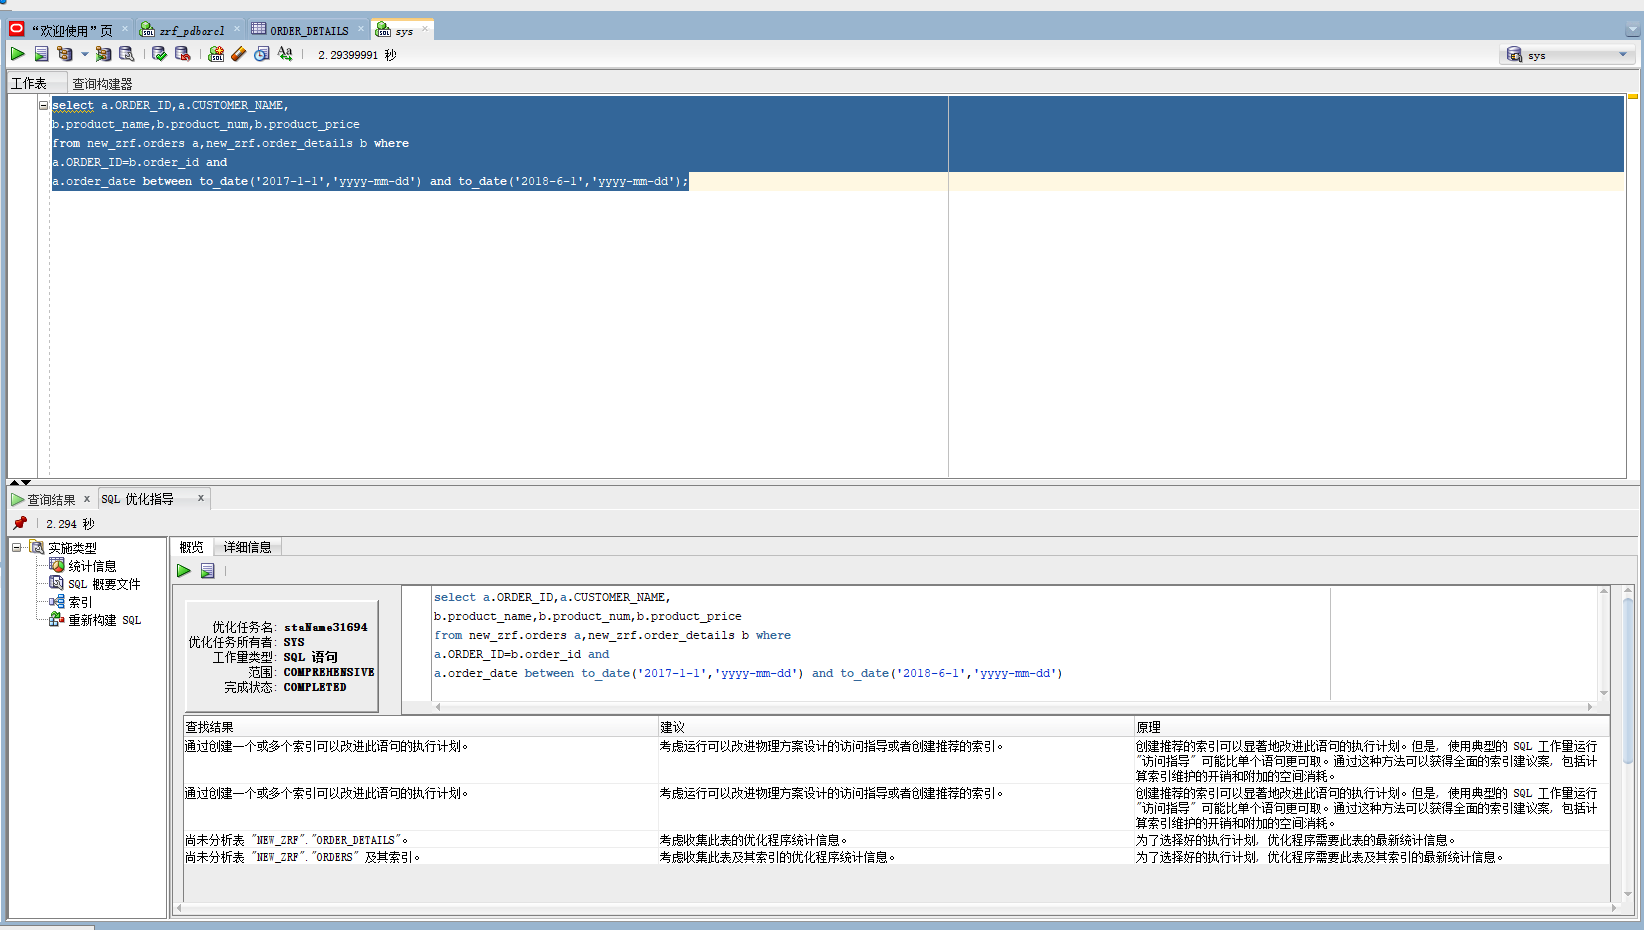 “欢迎使用”页
zrf_pdborcl
ORDER_DETAILS
sys
2.29399991 秒
sys
工作表
查询构建器
select a.ORDER_ID,a.CUSTOMER_NAME,
b.product_name,b.product_num,b.product_price
from new_zrf.orders a,new_zrf.order_details b where
a.ORDER_ID=b.order_id and
a.order_date between to_date('2017-1-1','yyyy-mm-dd') and to_date('2018-6-1','yyyy-mm-dd');
查询结果 x
SQL 优化指导 x
2.294 秒
实施类型
统计信息
SQL 概要文件
索引
重新构建 SQL
概览
详细信息
优化任务名: staName31694
优化任务所有者: SYS
工作量类型: SQL 语句
范围: COMPREHENSIVE
完成状态: COMPLETED
select a.ORDER_ID,a.CUSTOMER_NAME,
b.product_name,b.product_num,b.product_price
from new_zrf.orders a,new_zrf.order_details b where
a.ORDER_ID=b.order_id and
a.order_date between to_date('2017-1-1','yyyy-mm-dd') and to_date('2018-6-1','yyyy-mm-dd')
查找结果
建议
原理
通过创建一个或多个索引可以改进此语句的执行计划。
考虑运行可以改进物理方案设计的访问指导或者创建推荐的索引。
创建推荐的索引可以显著地改进此语句的执行计划。但是, 使用典型的 SQL 工作量运行
"访问指导" 可能比单个语句更可取。通过这种方法可以获得全面的索引建议案, 包括计
算索引维护的开销和附加的空间消耗。
通过创建一个或多个索引可以改进此语句的执行计划。
考虑运行可以改进物理方案设计的访问指导或者创建推荐的索引。
创建推荐的索引可以显著地改进此语句的执行计划。但是, 使用典型的 SQL 工作量运行
"访问指导" 可能比单个语句更可取。通过这种方法可以获得全面的索引建议案, 包括计
算索引维护的开销和附加的空间消耗。
尚未分析表 "NEW_ZRF"."ORDER_DETAILS"。
考虑收集此表的优化程序统计信息。
为了选择好的执行计划, 优化程序需要此表的最新统计信息。
尚未分析表 "NEW_ZRF"."ORDERS" 及其索引。
考虑收集此表及其索引的优化程序统计信息。
为了选择好的执行计划, 优化程序需要此表及其索引的最新统计信息。